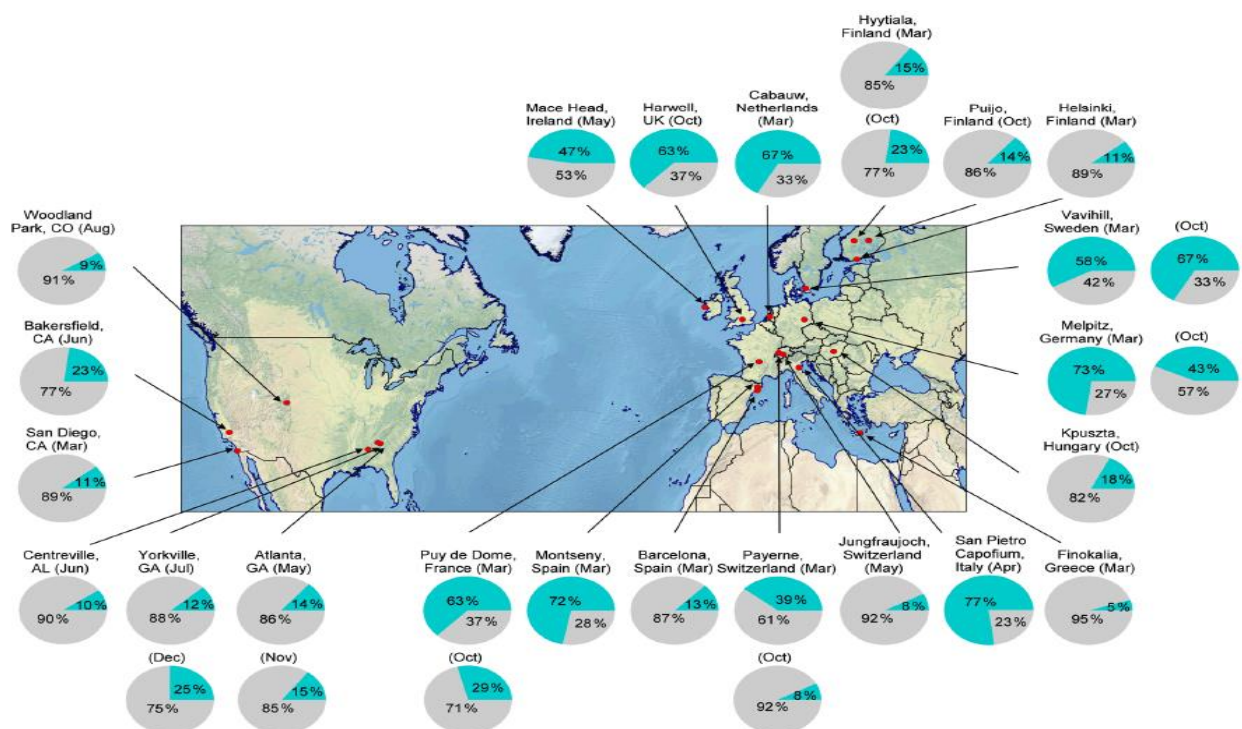 Hyytiala,
Finland (Mar)
15%
85%
Mace Head,
Ireland (May)
47%
53%
Harwell,
UK (Oct)
63%
37%
Cabauw,
Netherlands
(Mar)
67%
33%
(Oct)
23%
77%
Puijo,
Finland (Oct)
14%
86%
Helsinki,
Finland (Mar)
11%
89%
Woodland
Park, CO (Aug)
9%
91%
Vavihill,
Sweden (Mar)
58%
42%
(Oct)
67%
33%
Bakersfield,
CA (Jun)
23%
77%
Melpitz,
Germany (Mar)
73%
27%
(Oct)
43%
57%
San Diego,
CA (Mar)
11%
89%
Kpuszta,
Hungary (Oct)
18%
82%
Centreville,
AL (Jun)
10%
90%
Yorkville,
GA (Jul)
12%
88%
Atlanta,
GA (May)
14%
86%
Puy de Dome,
France (Mar)
63%
37%
Montseny,
Spain (Mar)
72%
28%
Barcelona,
Spain (Mar)
13%
87%
Payerne,
Switzerland (Mar)
39%
61%
Jungfraujoch,
Switzerland
(May)
8%
92%
San Pietro
Capofium,
Italy (Apr)
77%
23%
Finokalia,
Greece (Mar)
5%
95%
(Dec)
25%
75%
(Nov)
15%
85%
(Oct)
29%
71%
(Oct)
8%
92%